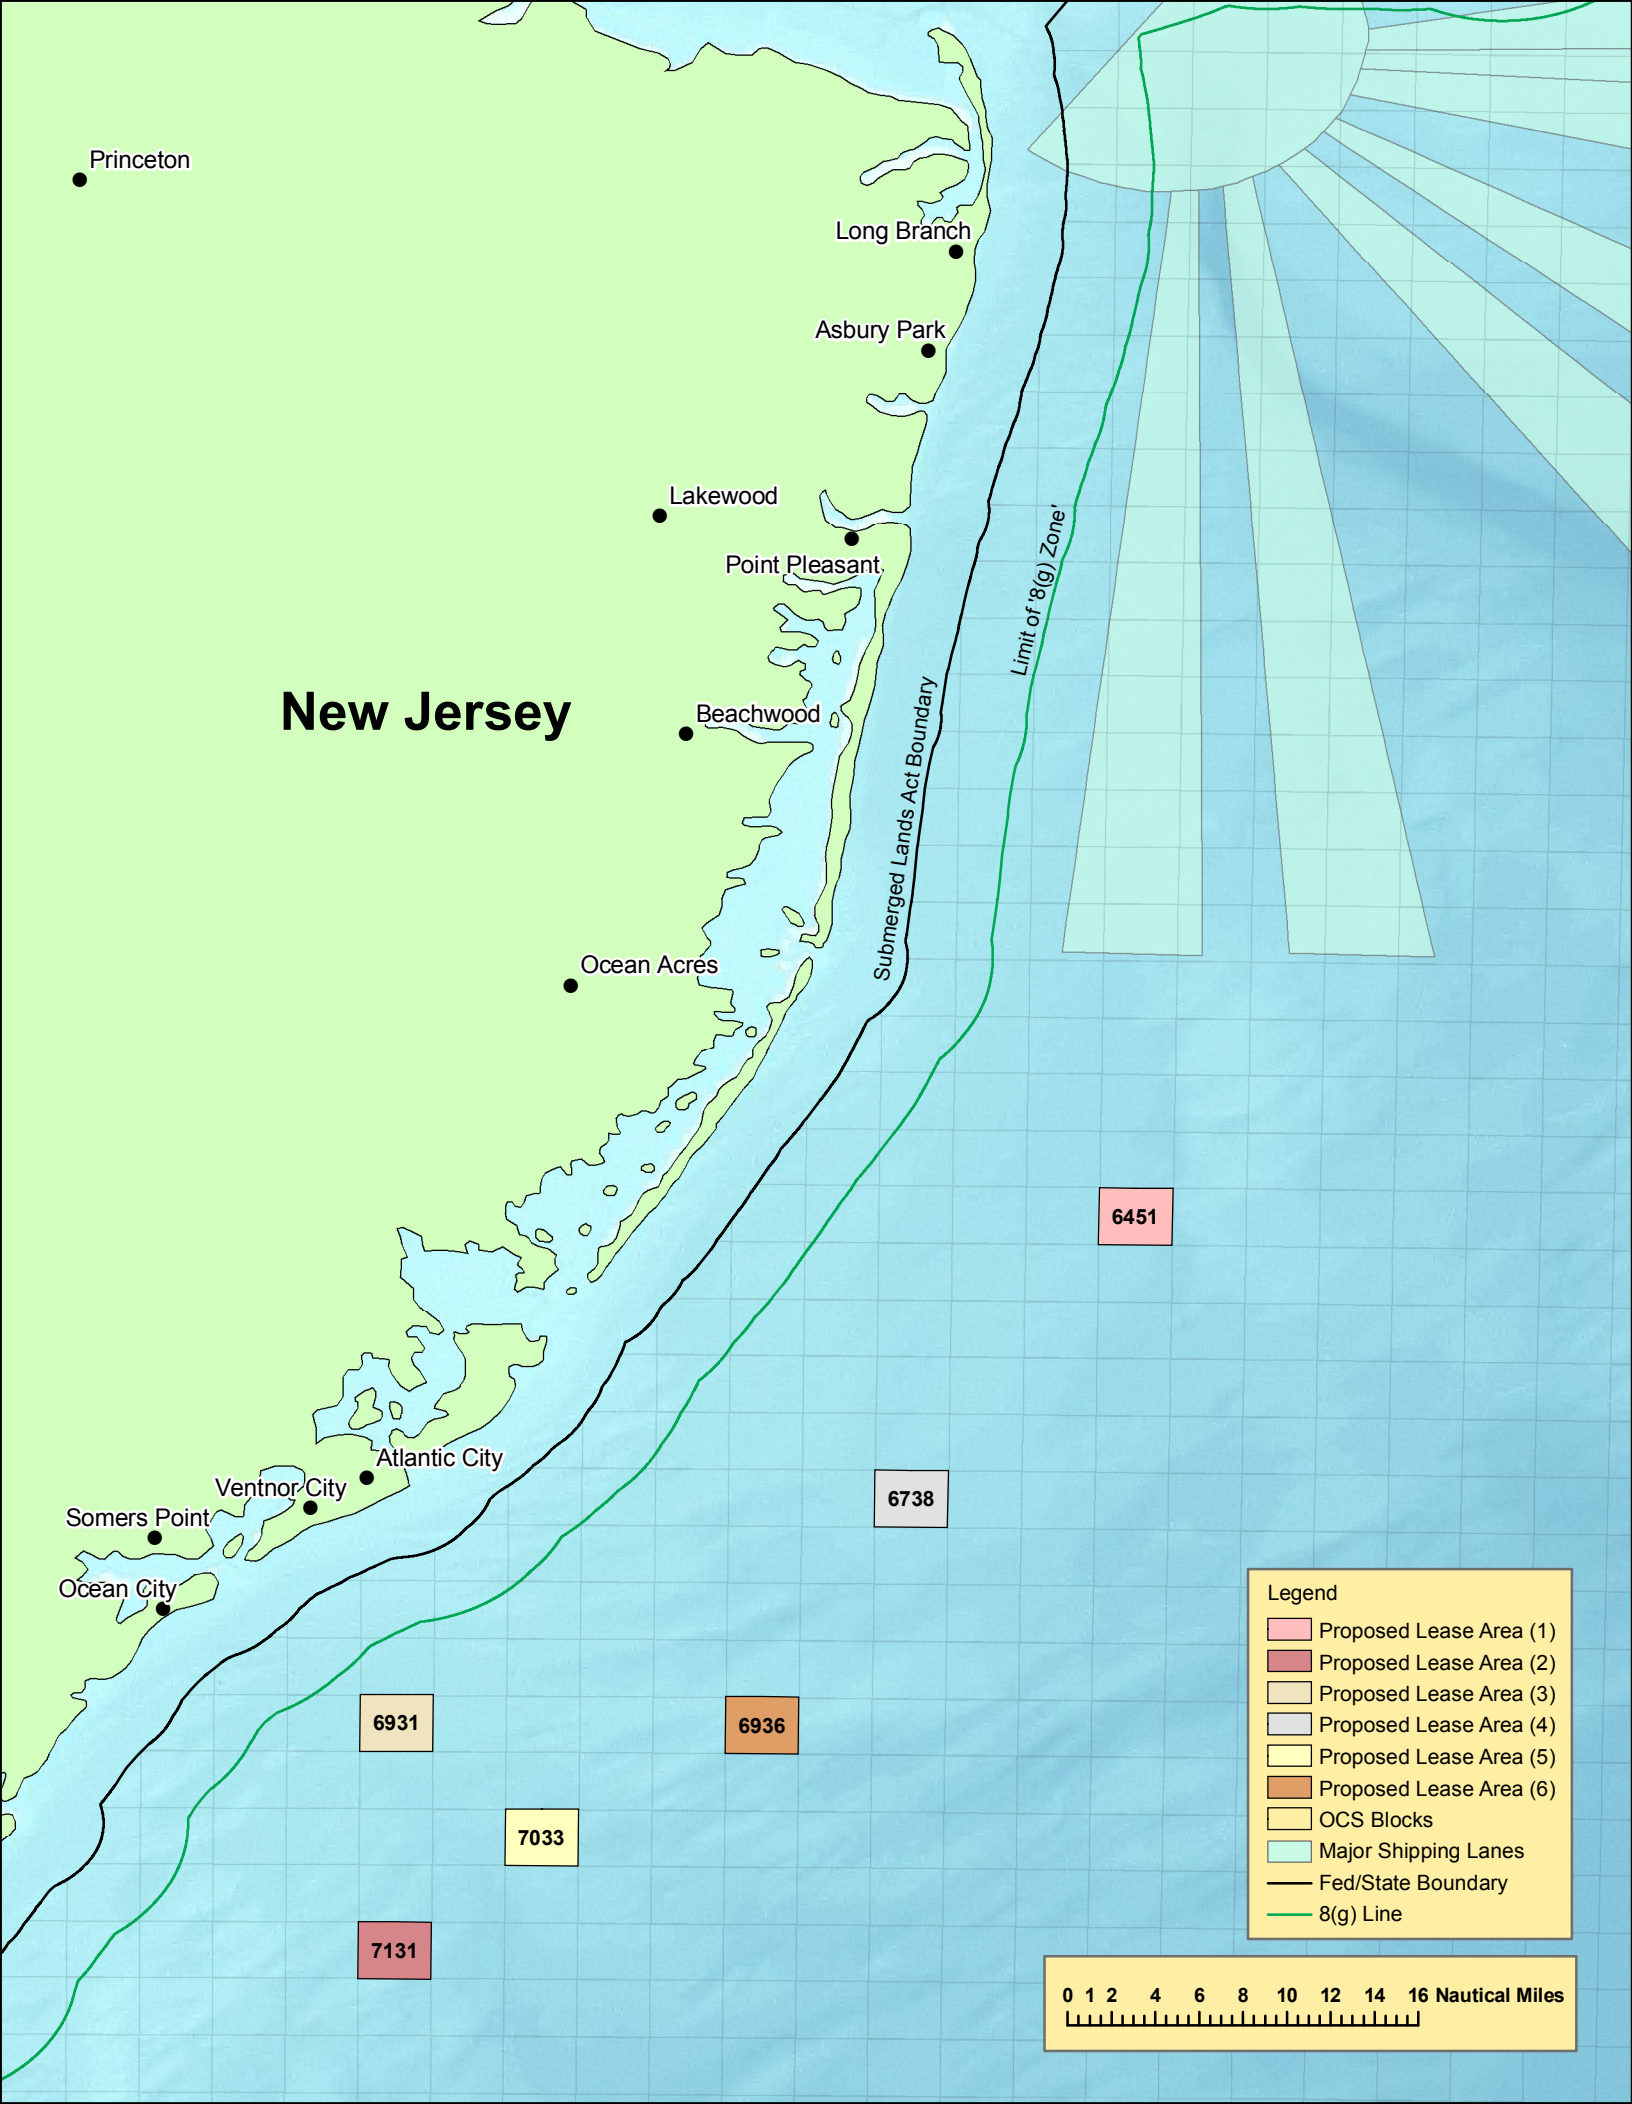 Princeton
Long Branch
Asbury Park
Lakewood
Point Pleasant
Limit of '8(g) Zone'
New Jersey
Beachwood
Submerged Lands Act Boundary
Ocean Acres
6451
Atlantic City
Ventnor City
6738
Somers Point
Ocean City
6931
6936
7033
7131
Legend
Proposed Lease Area (1)
Proposed Lease Area (2)
Proposed Lease Area (3)
Proposed Lease Area (4)
Proposed Lease Area (5)
Proposed Lease Area (6)
OCS Blocks
Major Shipping Lanes
Fed/State Boundary
8(g) Line
0 1 2 4 6 8 10 12 14 16 Nautical Miles